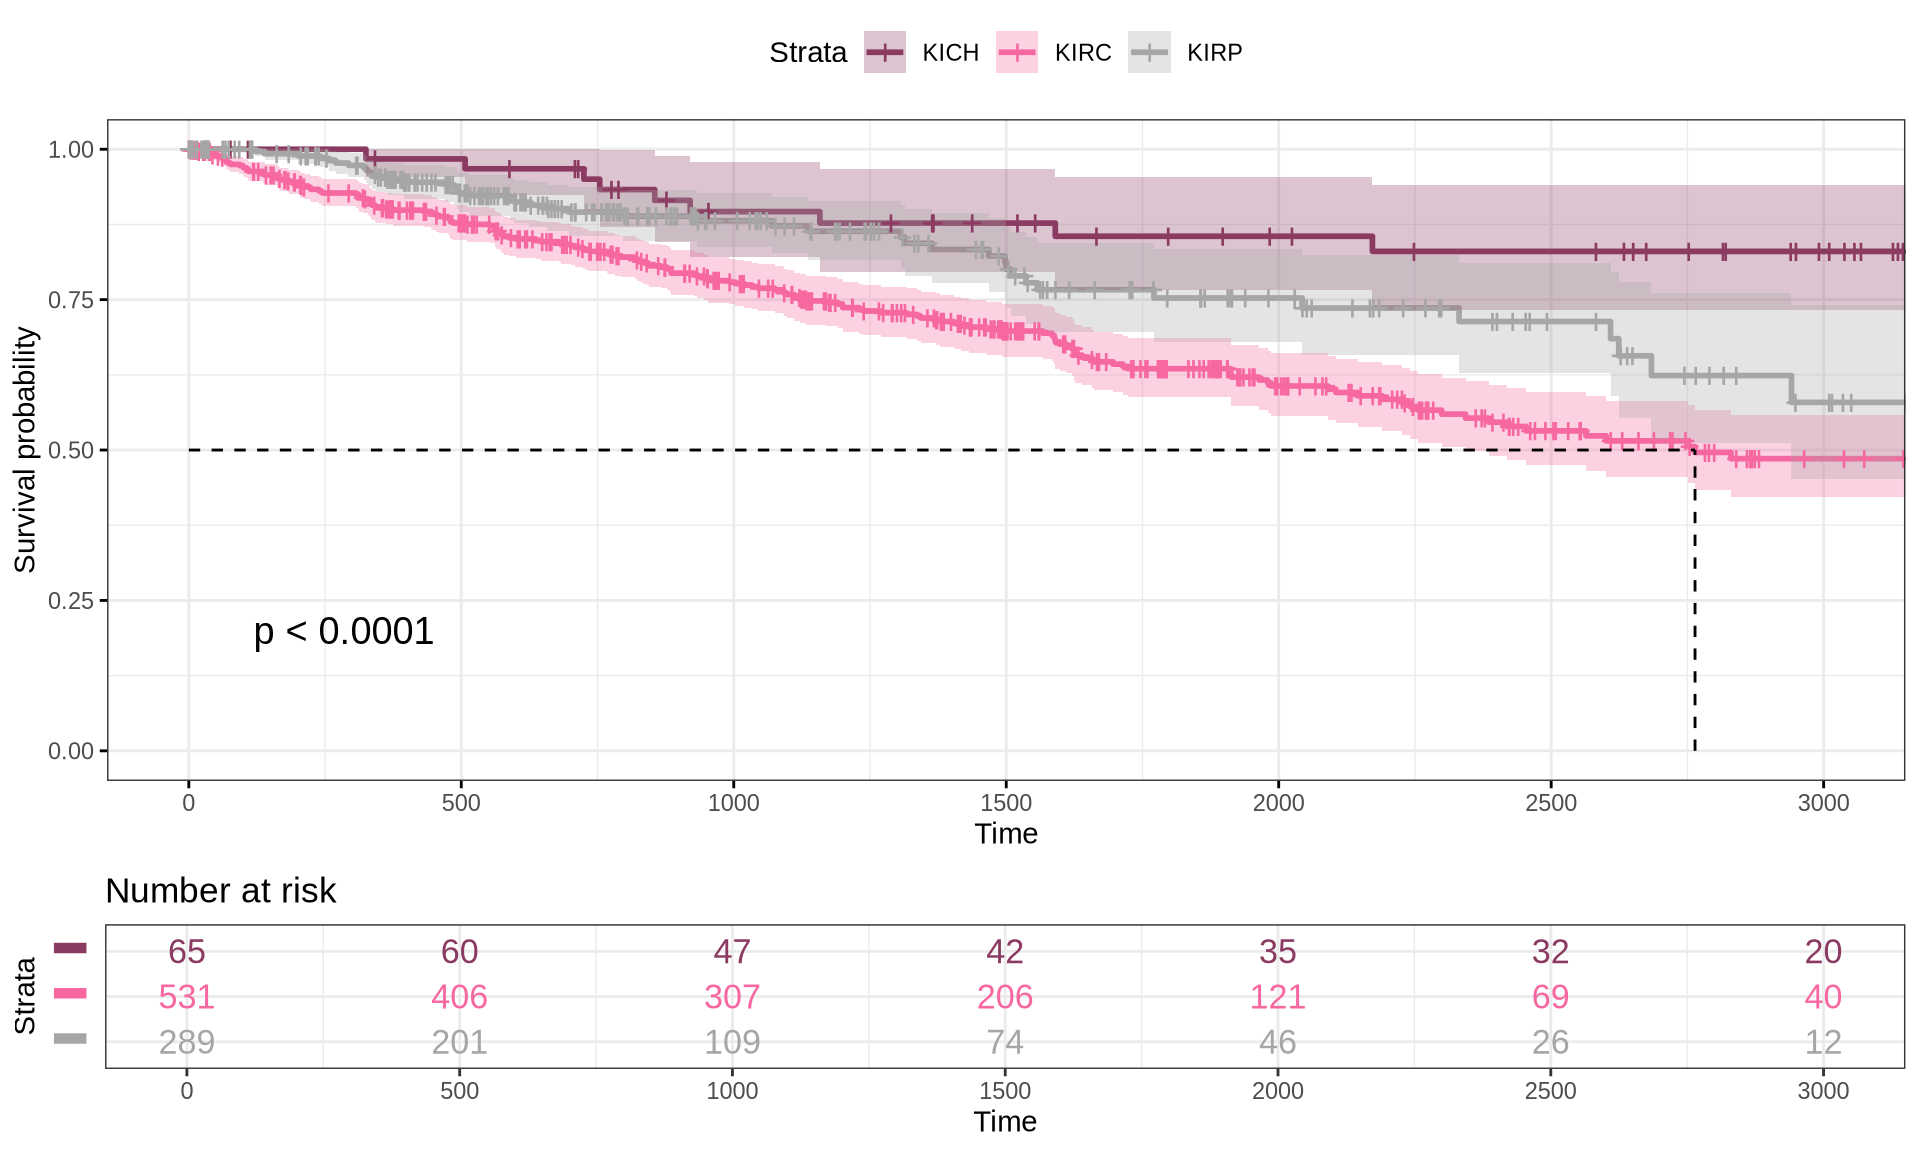 Strata KICH KIRC KIRP
1.00
0.75
0.50
0.25
0.00
Survival probability
p < 0.0001
0 500 1000 1500 2000 2500 3000
Time
Number at risk
Strata
65 60 47 42 35 32 20
531 406 307 206 121 69 40
289 201 109 74 46 26 12
0 500 1000 1500 2000 2500 3000
Time